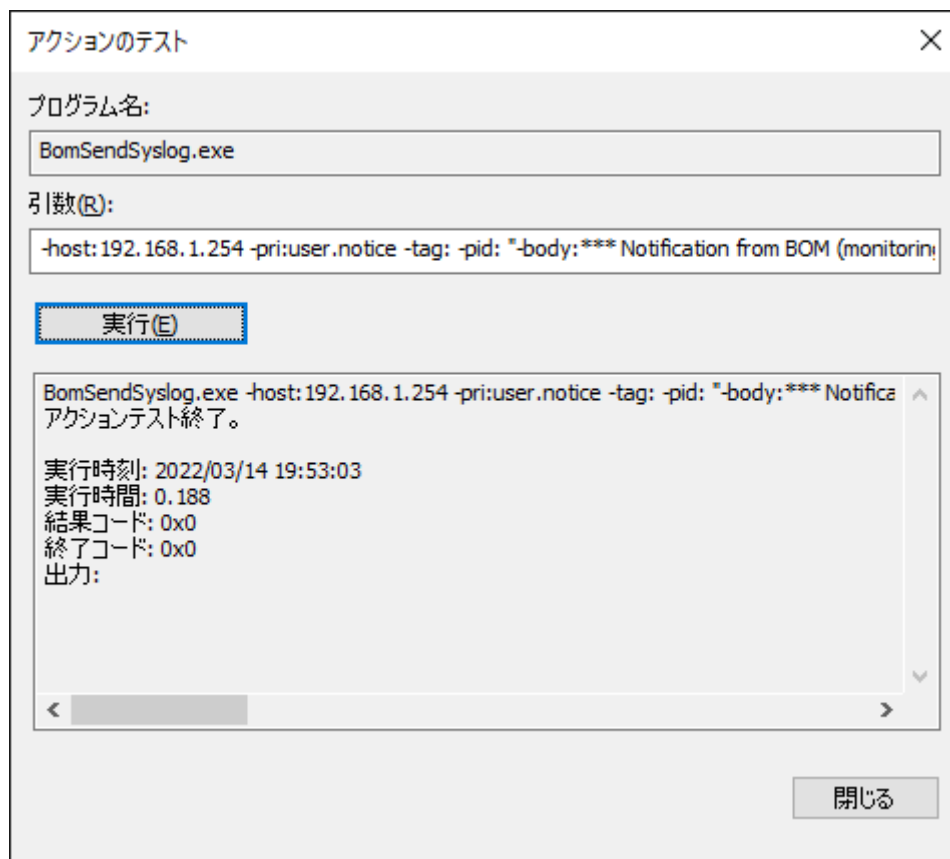 アクションのテスト
プログラム名:
BomSendSyslog.exe
引数(R):
-host:192.168.1.254 -pri:user.notice -tag: -pid: "-body:*** Notification from BOM (monitoring
実行(E)
BomSendSyslog.exe -host:192.168.1.254 -pri:user.notice -tag: -pid: "-body:*** Notifica
アクションテスト終了。
実行時刻: 2022/03/14 19:53:03
実行時間: 0.188
結果コード: 0x0
終了コード: 0x0
出力:
閉じる